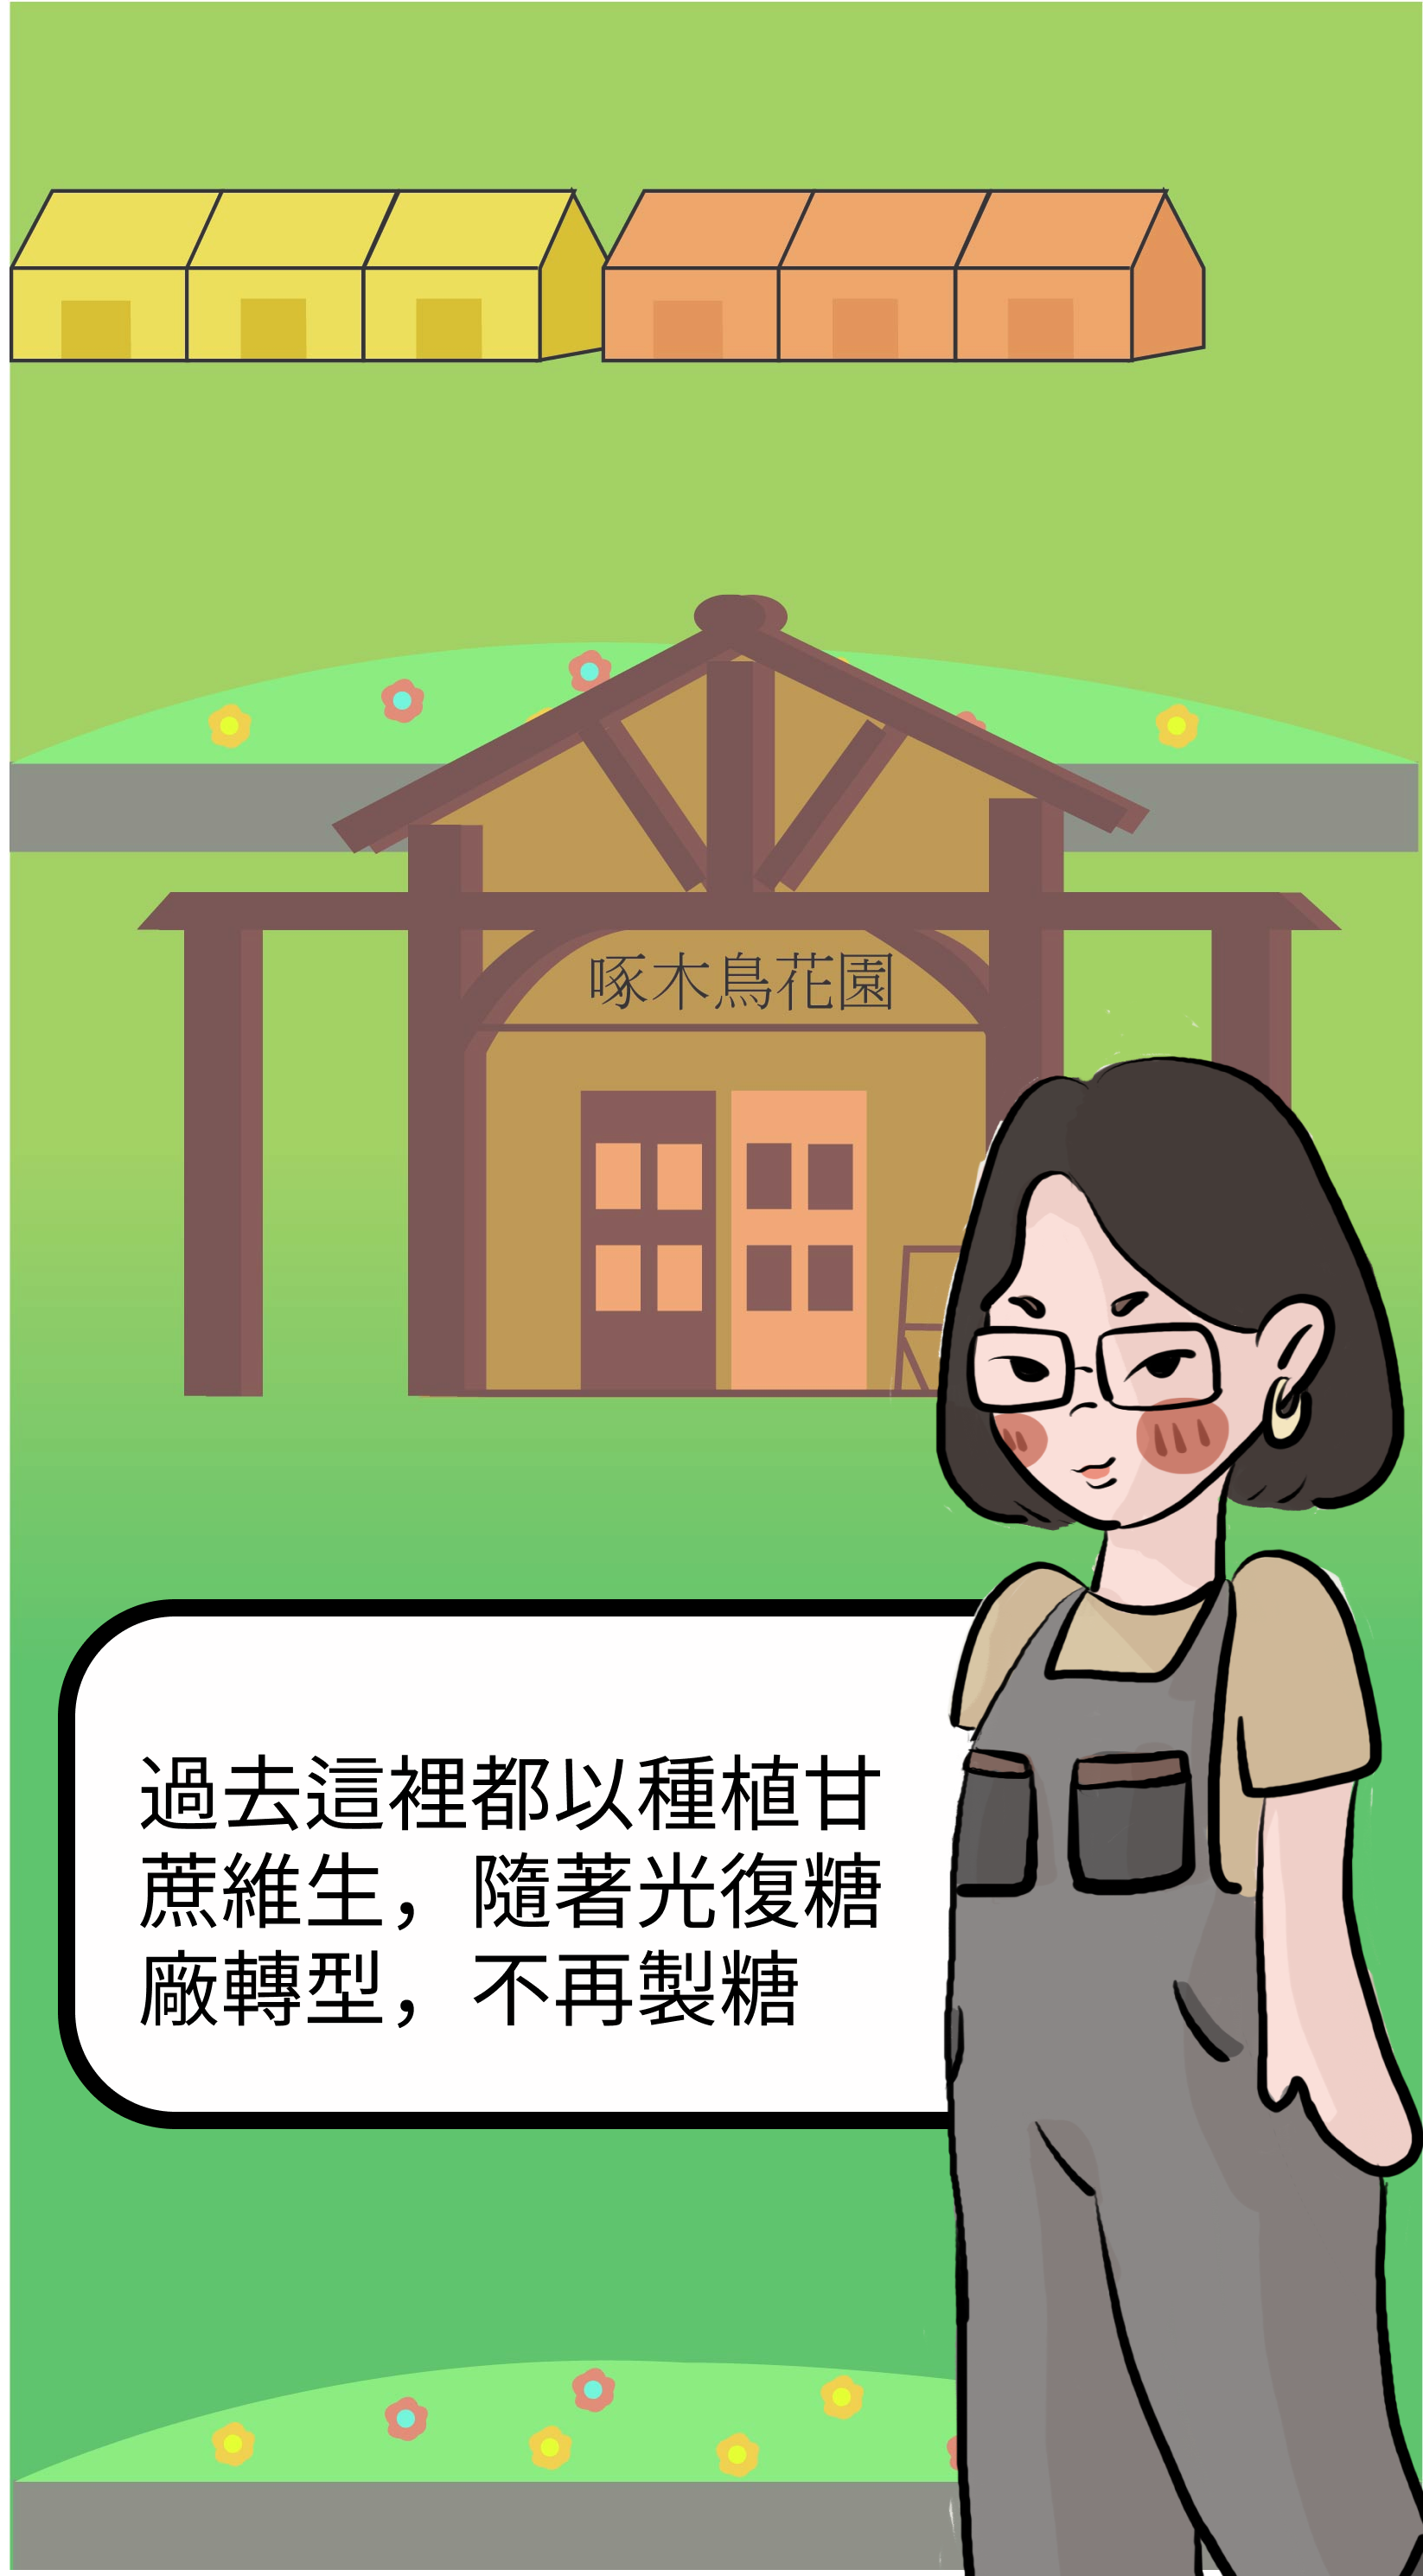 啄木鳥花園
過去這裡都以種植甘
蔗維生，隨著光復糖
廠轉型，不再製糖